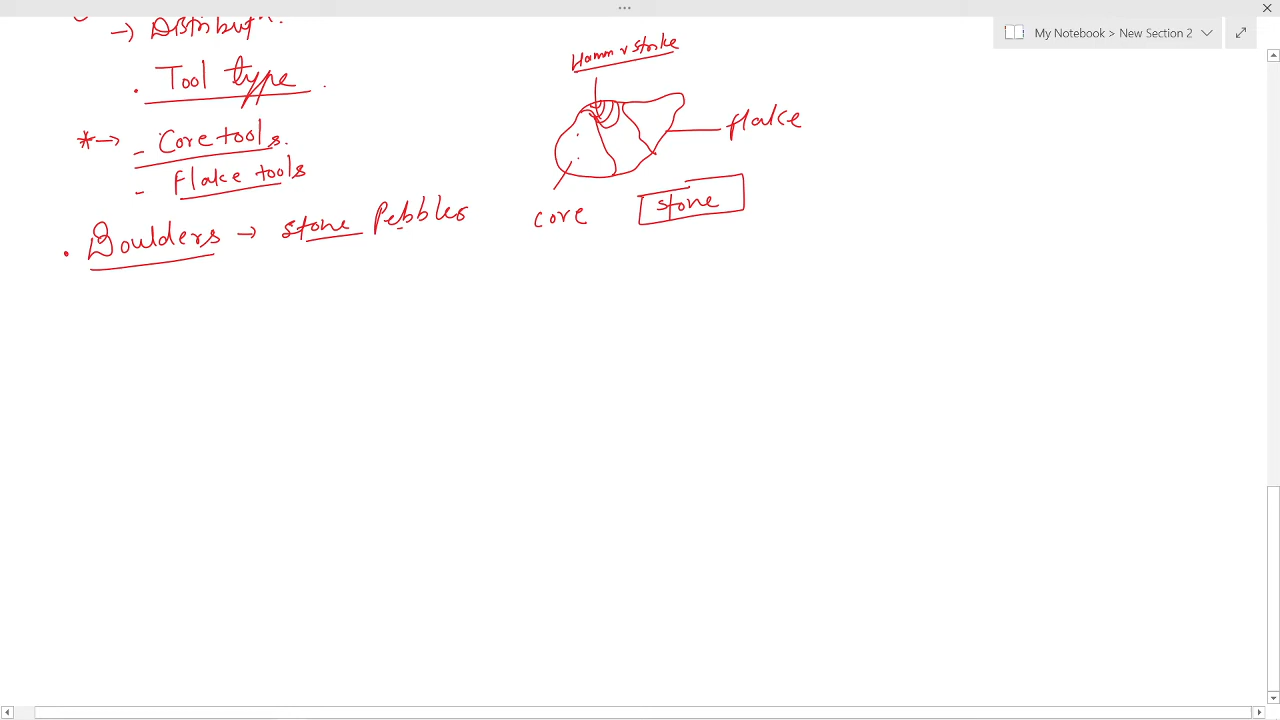 My Notebook > New Section 2
→ Distribut.
. Tool type .
*→ - Core tools.
- Flake tools
. Boulders → stone Pebbles
Hammer Stroke
flake
core
stone